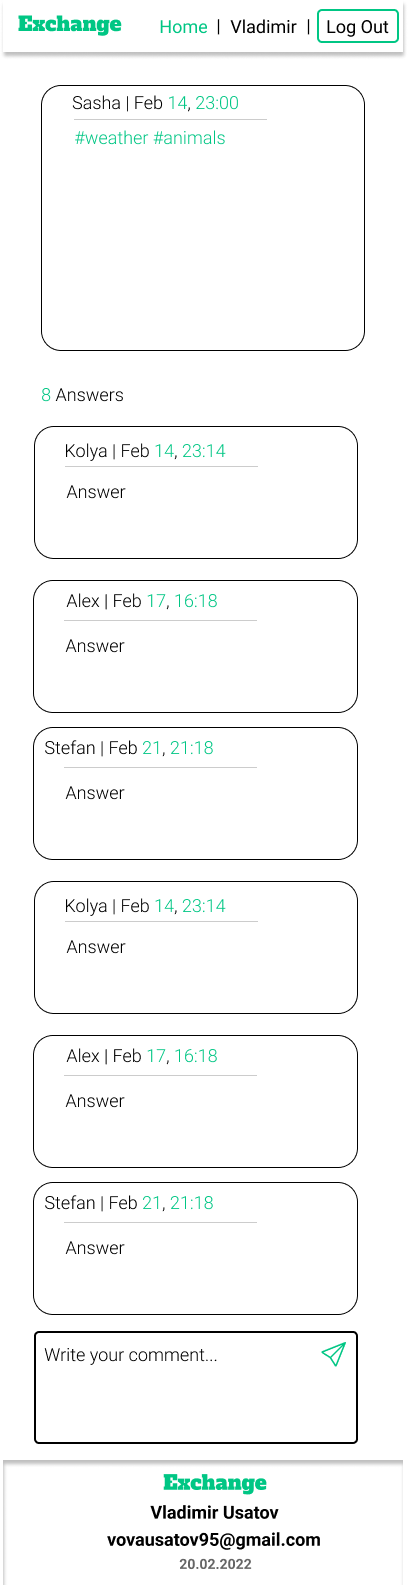 Exchange Home | Vladimir | Log Out
Sasha | Feb 14, 23:00
#weather #animals
8 Answers
Kolya | Feb 14, 23:14
Answer
Alex | Feb 17, 16:18
Answer
Stefan | Feb 21, 21:18
Answer
Kolya | Feb 14, 23:14
Answer
Alex | Feb 17, 16:18
Answer
Stefan | Feb 21, 21:18
Answer
Write your comment...
Exchange
Vladimir Usatov
vovausatov95@gmail.com
20.02.2022